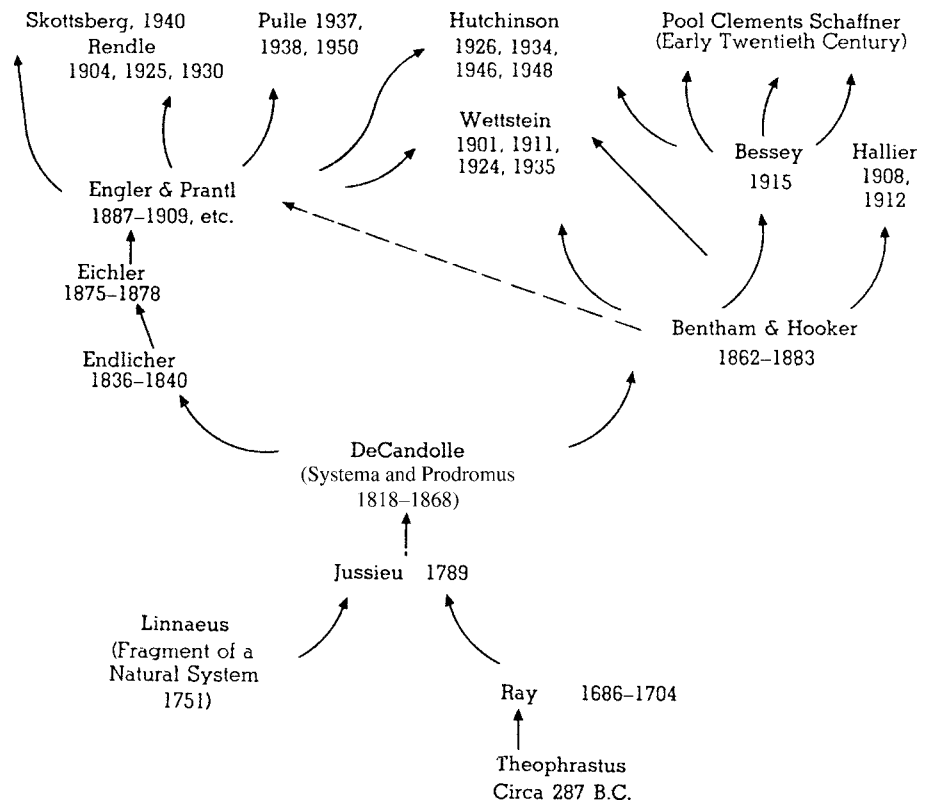 Skottsberg, 1940
Rendle
1904, 1925, 1930
Pulle 1937,
1938, 1950
Hutchinson
1926, 1934,
1946, 1948
Pool Clements Schaffner
(Early Twentieth Century)
Wettstein
1901, 1911,
1924, 1935
Bessey
1915
Hallier
1908,
1912
Engler & Prantl
1887–1909, etc.
Eichler
1875–1878
Bentham & Hooker
1862–1883
Endlicher
1836–1840
DeCandolle
(Systema and Prodromus
1818–1868)
Jussieu 1789
Linnaeus
(Fragment of a
Natural System
1751)
Ray 1686–1704
Theophrastus
Circa 287 B.C.